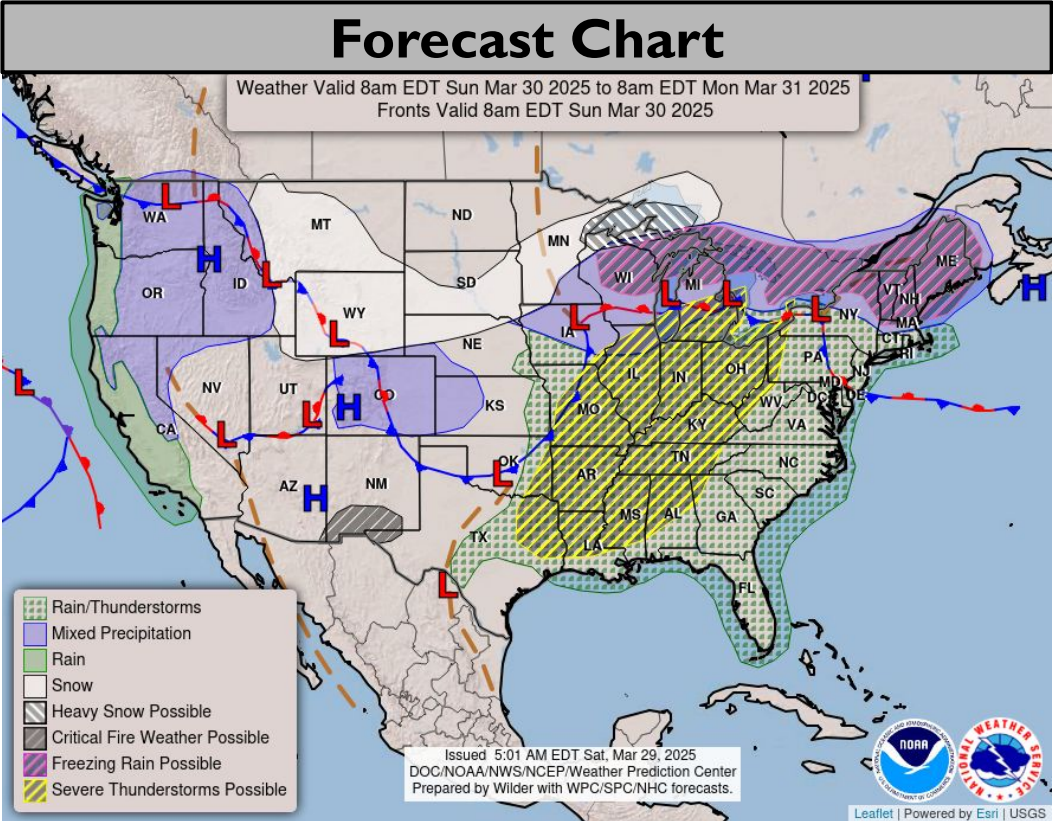 Forecast Chart
Weather Valid 8am EDT Sun Mar 30 2025 to 8am EDT Mon Mar 31 2025
Fronts Valid 8am EDT Sun Mar 30 2025
L
WA
MT
ND
MN
H
ID
L
SD
WI
L
MI
L
ME
VT
NH
H
OR
WY
L
L
IA
L
NY
MA
CT
RI
NE
PA
NJ
L
NV
UT
L
H
CO
KS
IL
IN
OH
MD
DC
DE
MO
WV
KY
VA
CA
L
OK
L
AR
TN
NC
AZ
H
NM
SC
MS
AL
GA
TX
LA
L
FL
Rain/Thunderstorms
Mixed Precipitation
Rain
Snow
Heavy Snow Possible
Critical Fire Weather Possible
Freezing Rain Possible
Severe Thunderstorms Possible
Issued 5:01 AM EDT Sat, Mar 29, 2025
DOC/NOAA/NWS/NCEP/Weather Prediction Center
Prepared by Wilder with WPC/SPC/NHC forecasts.
NOAA
NATIONAL WEATHER SERVICE
Leaflet | Powered by Esri | USGS